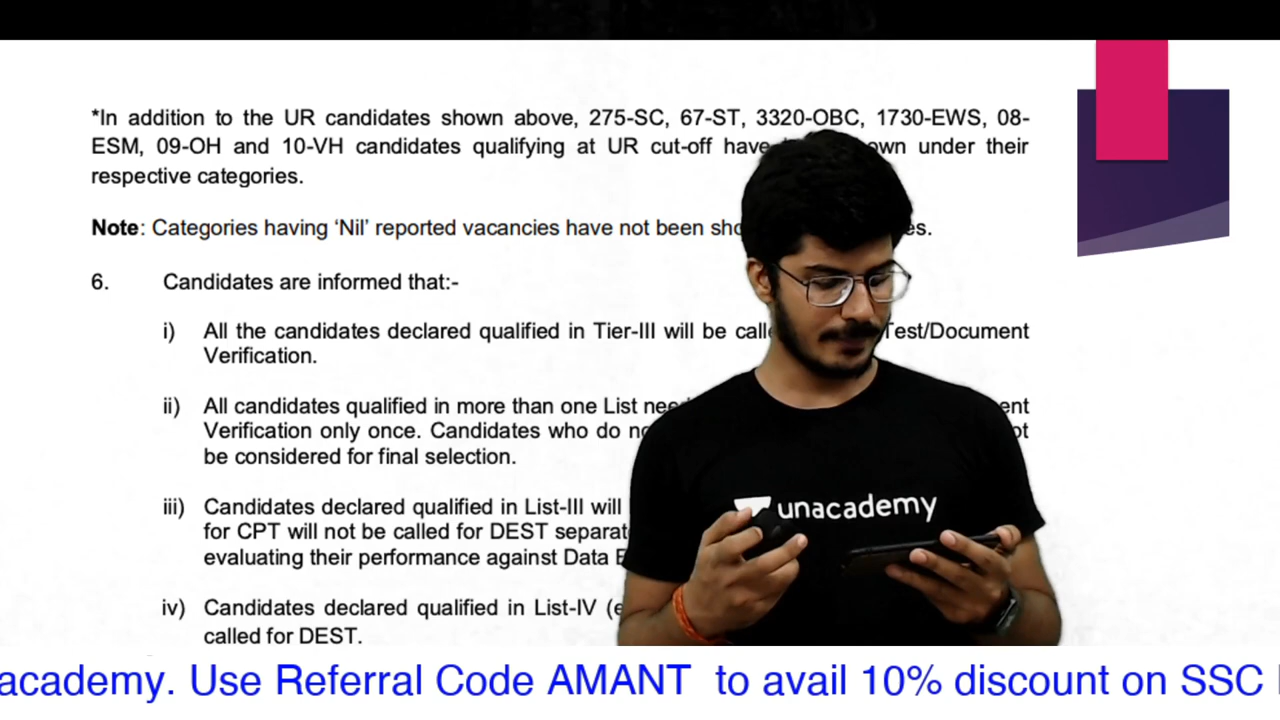 *In addition to the UR candidates shown above, 275-SC, 67-ST, 3320-OBC, 1730-EWS, 08-
ESM, 09-OH and 10-VH candidates qualifying at UR cut-off have under their
respective categories.
Note: Categories having ‘Nil’ reported vacancies have not been
6. Candidates are informed that:-
i) All the candidates declared qualified in Tier-III will be Test/Document
Verification.
ii) All candidates qualified in more than one List
Verification only once. Candidates who do
be considered for final selection.
iii) Candidates declared qualified in List-III will
for CPT will not be called for DEST
evaluating their performance against Data
iv) Candidates declared qualified in List-IV
called for DEST.
unacademy
academy. Use Referral Code AMANT to avail 10% discount on SSC